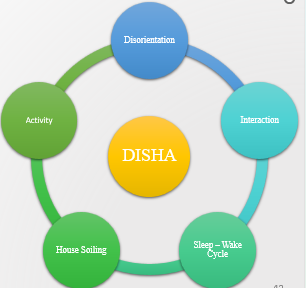 Disorientation
Interaction
Sleep – Wake
Cycle
House Soiling
Activity
DISHA